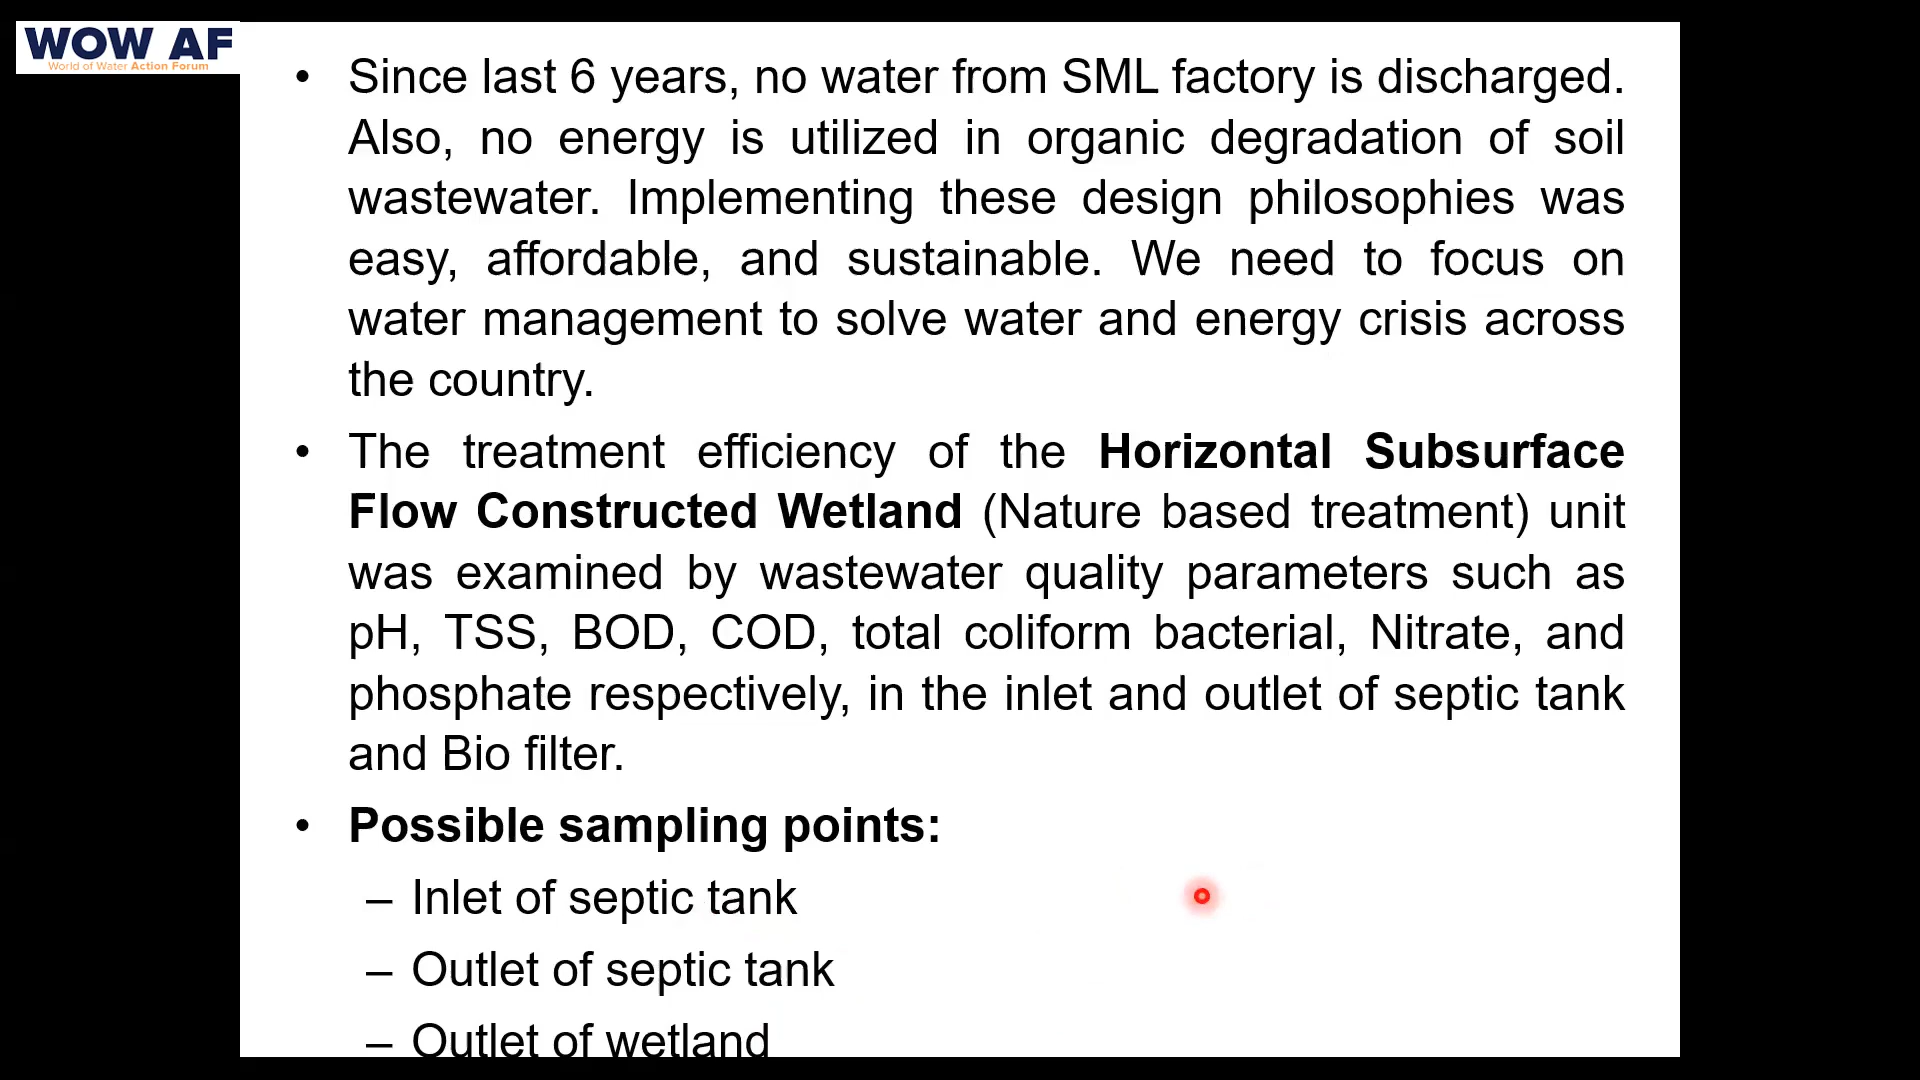 WOW AF
World of Water Action Forum
• Since last 6 years, no water from SML factory is discharged.
Also, no energy is utilized in organic degradation of soil
wastewater. Implementing these design philosophies was
easy, affordable, and sustainable. We need to focus on
water management to solve water and energy crisis across
the country.
• The treatment efficiency of the Horizontal Subsurface
Flow Constructed Wetland (Nature based treatment) unit
was examined by wastewater quality parameters such as
pH, TSS, BOD, COD, total coliform bacterial, Nitrate, and
phosphate respectively, in the inlet and outlet of septic tank
and Bio filter.
• Possible sampling points:
– Inlet of septic tank
– Outlet of septic tank
– Outlet of wetland